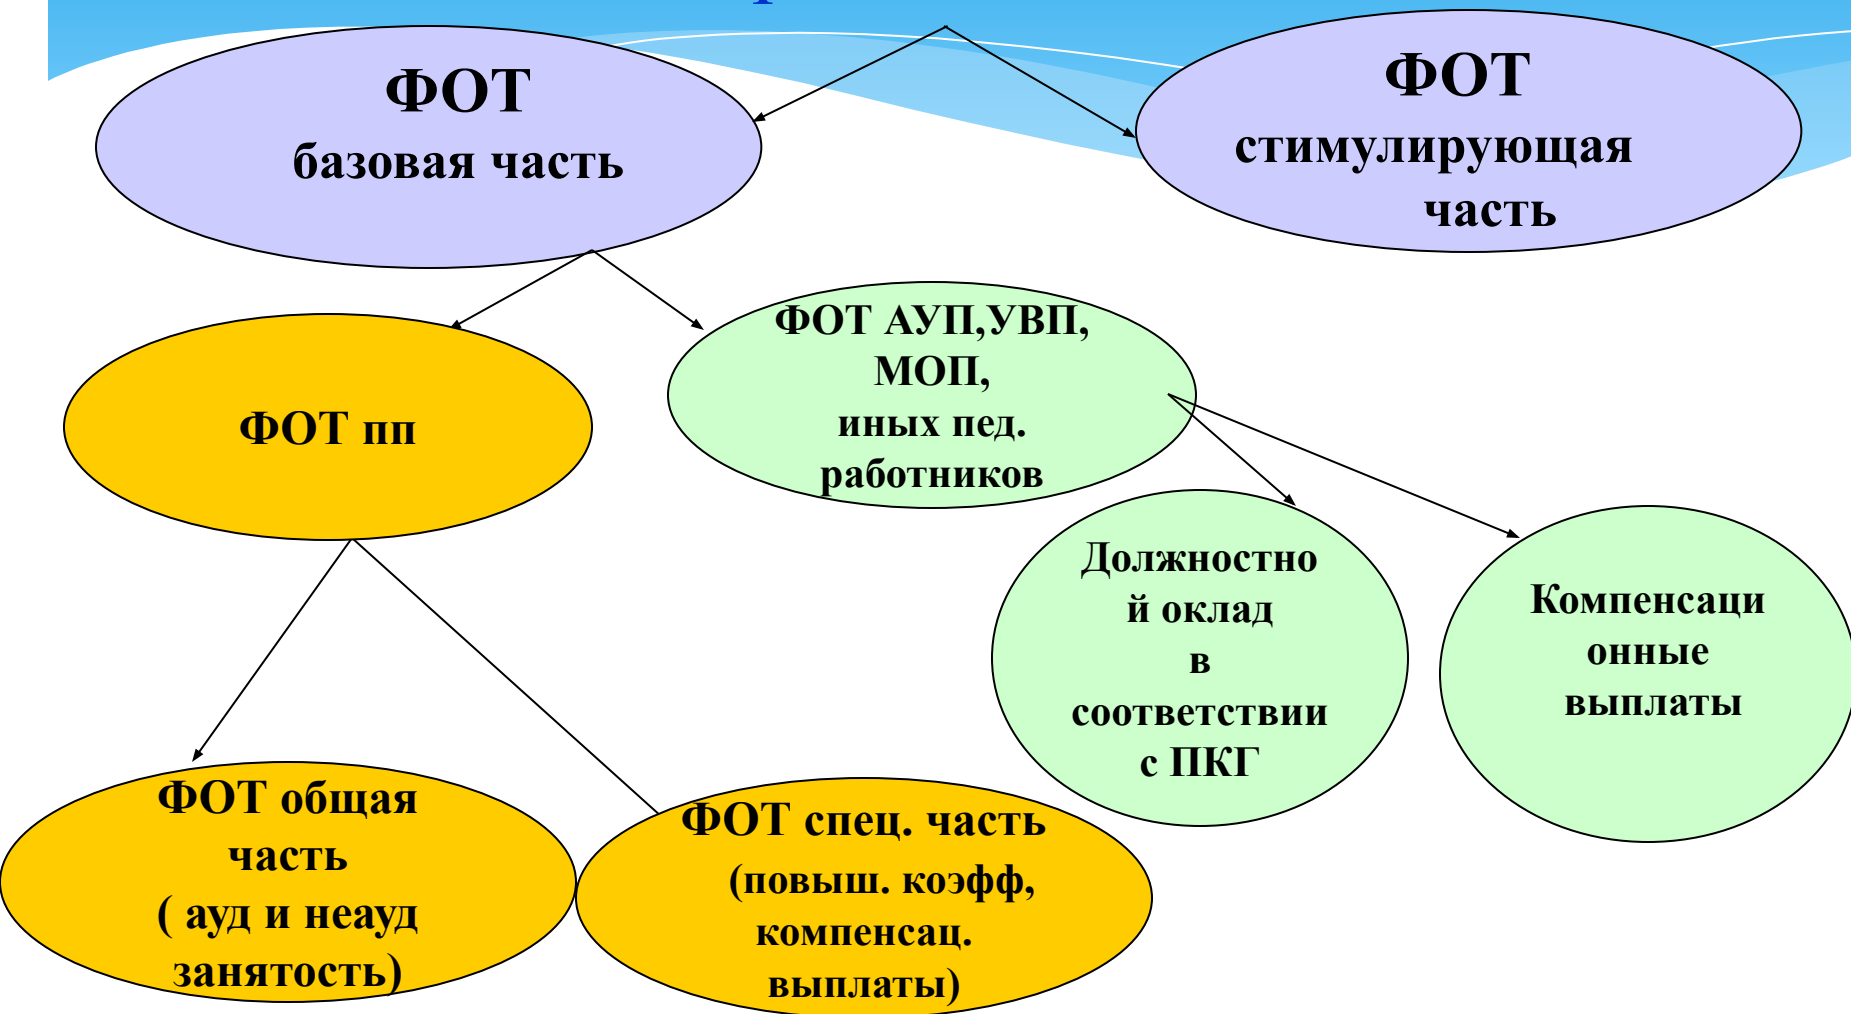 ФОТ
базовая часть
ФОТ
стимулирующая
часть
ФОТ АУП,УВП,
МОП,
иных пед.
работников
ФОТ пп
Должностно
й оклад
в
соответствии
с ПКГ
Компенсаци
онные
выплаты
ФОТ общая
часть
( ауд и неауд
занятость)
ФОТ спец. часть
(повыш. коэфф,
компенсац.
выплаты)